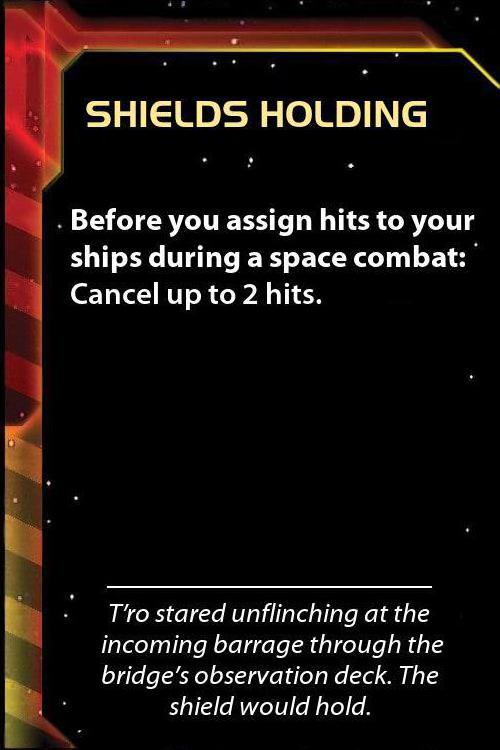 SHIELDS HOLDING
Before you assign hits to your
ships during a space combat:
Cancel up to 2 hits.
T'ro stared unflinching at the
incoming barrage through the
bridge's observation deck. The
shield would hold.